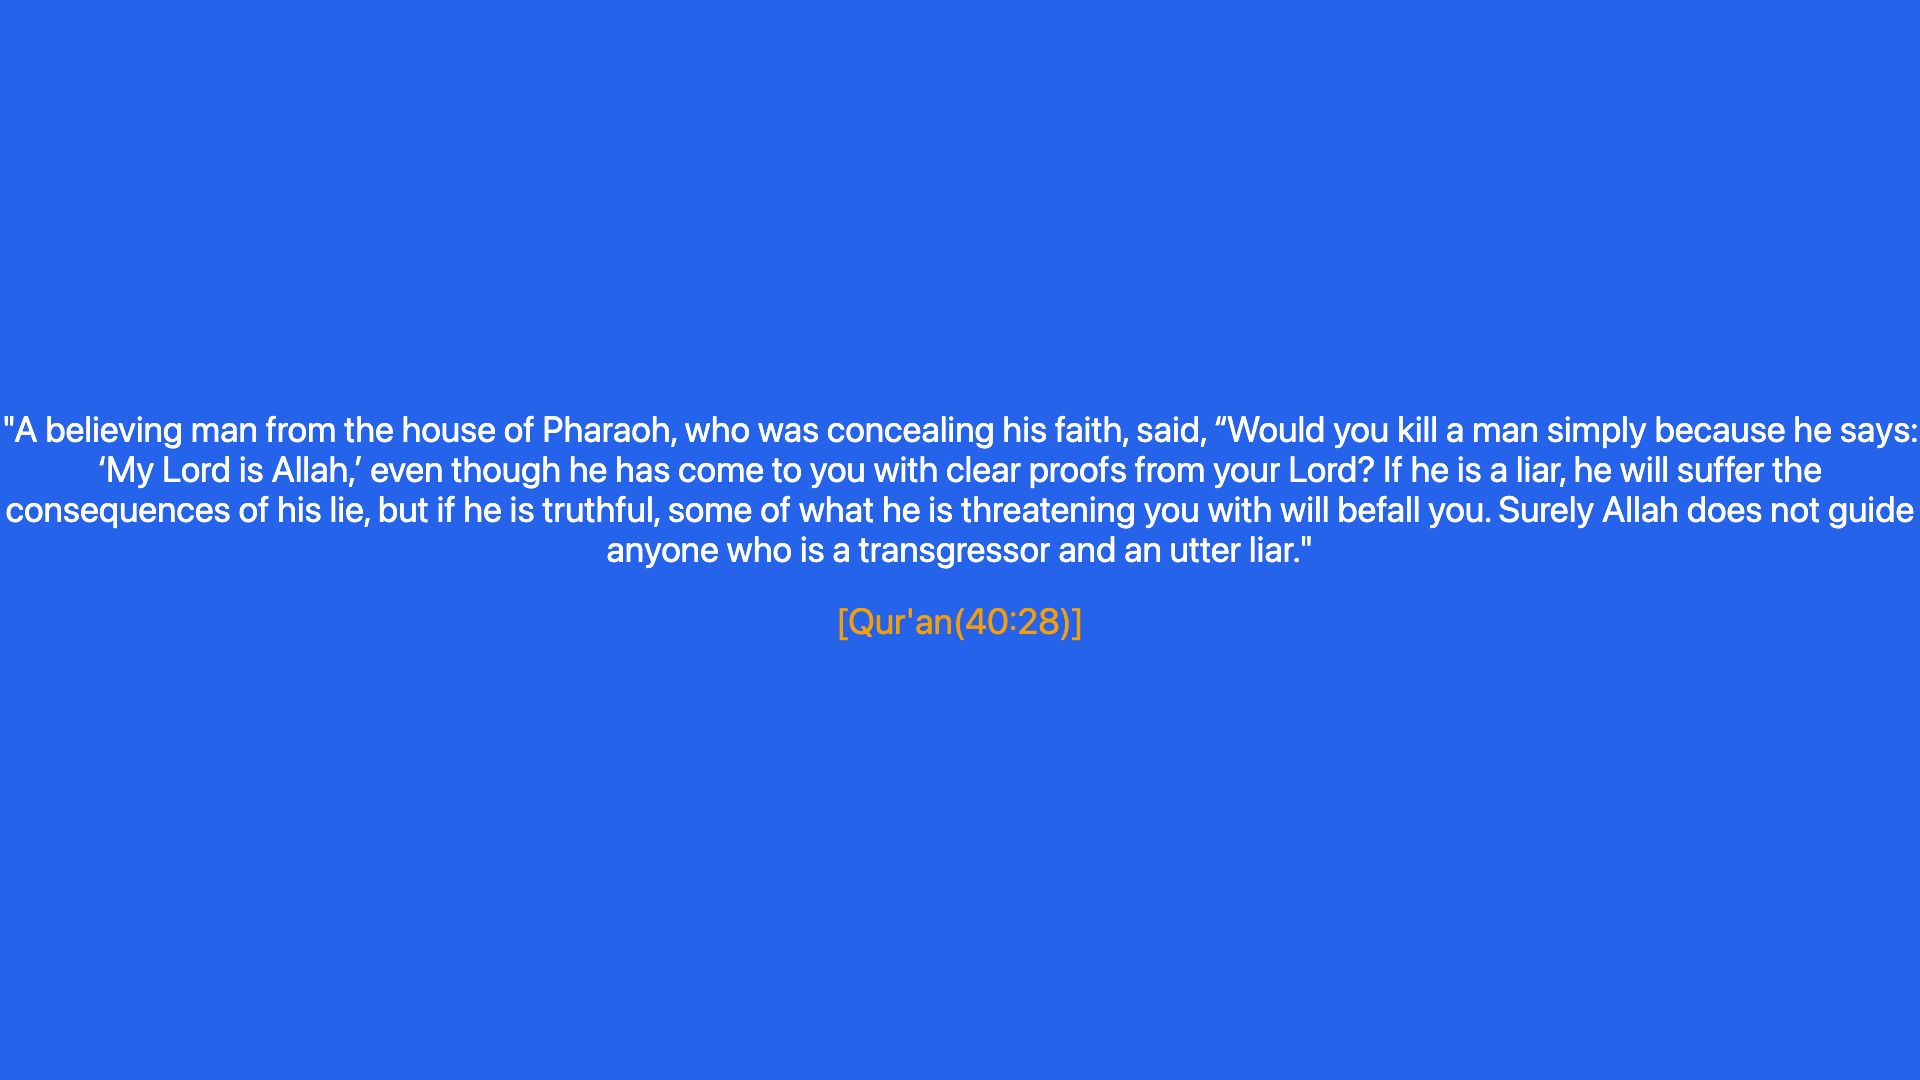 "A believing man from the house of Pharaoh, who was concealing his faith, said, “Would you kill a man simply because he says:
‘My Lord is Allah,’ even though he has come to you with clear proofs from your Lord? If he is a liar, he will suffer the
consequences of his lie, but if he is truthful, some of what he is threatening you with will befall you. Surely Allah does not guide
anyone who is a transgressor and an utter liar."
[Qur'an(40:28)]